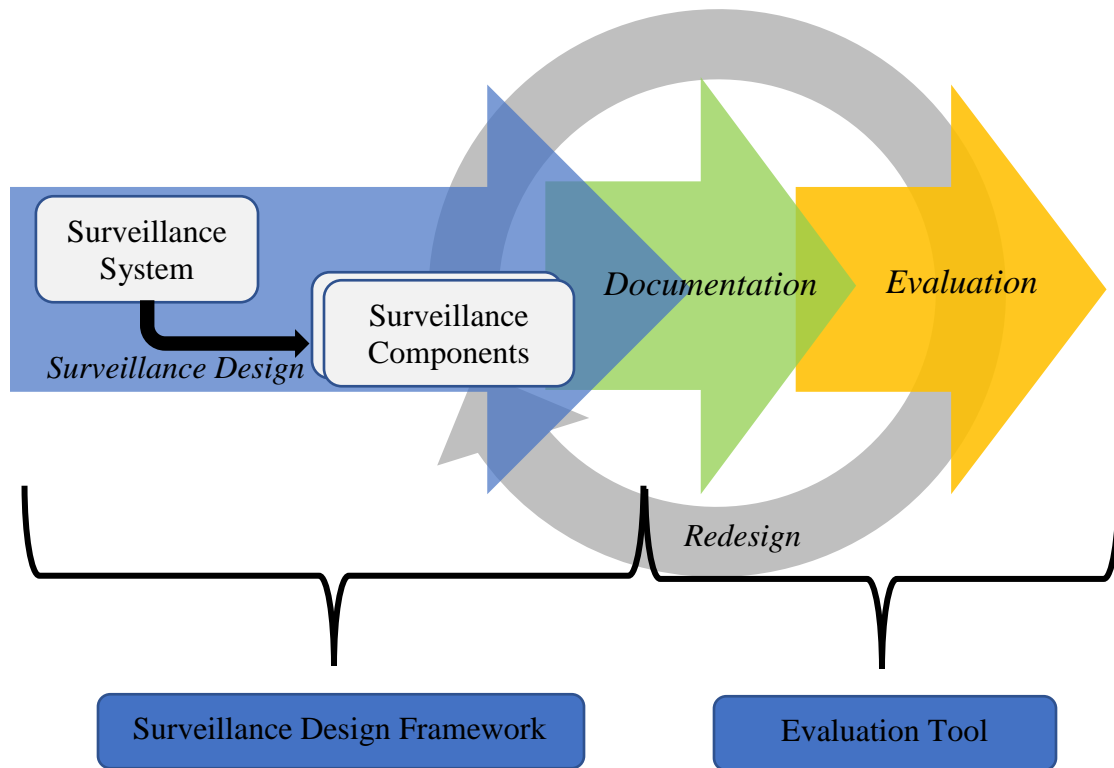 Surveillance
System
Surveillance Design
Surveillance
Components
Documentation
Evaluation
Redesign
Surveillance Design Framework
Evaluation Tool